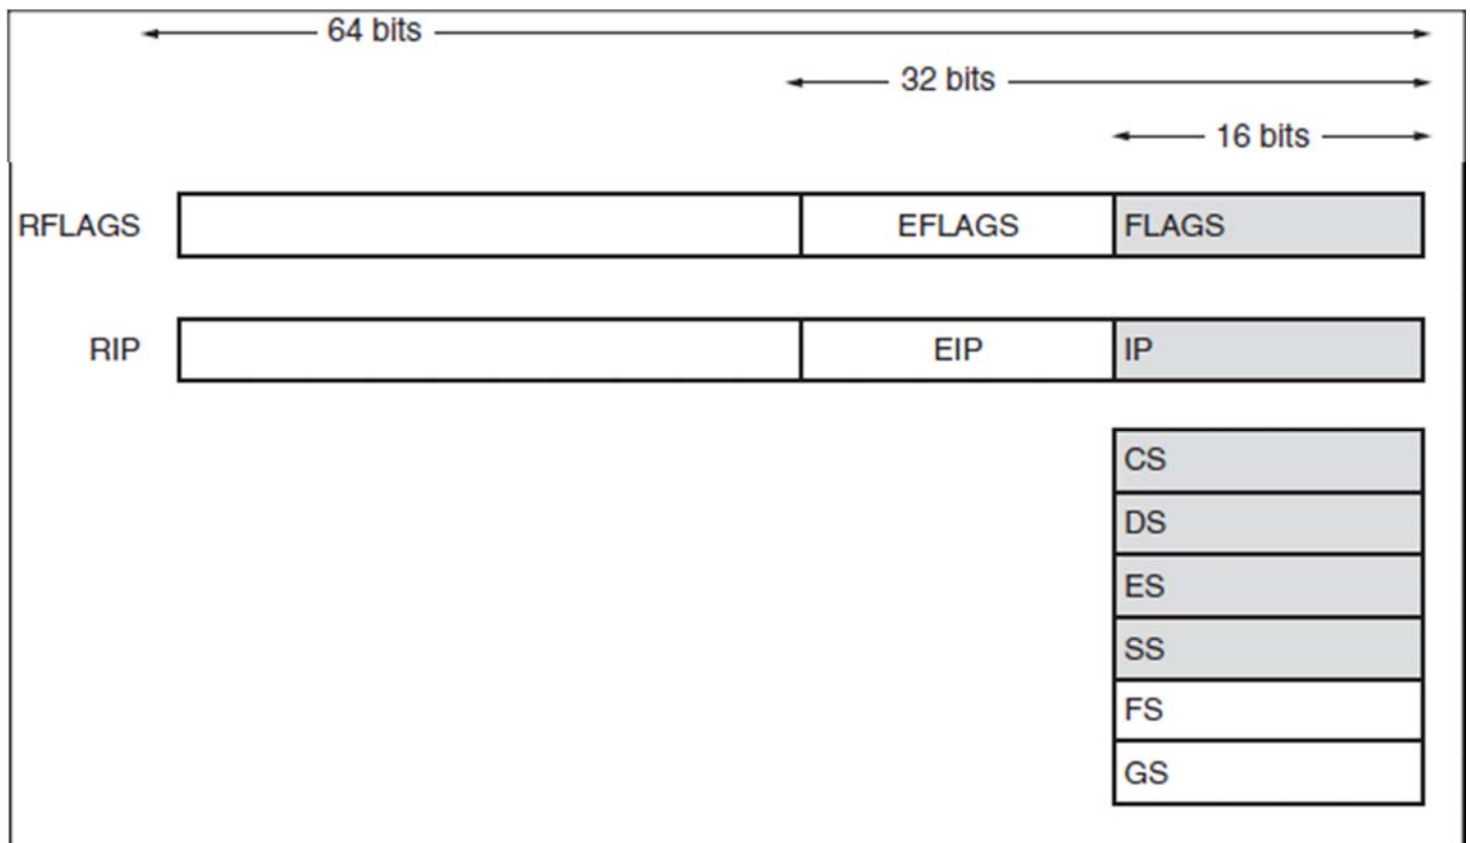 64 bits
32 bits
16 bits
RFLAGS EFLAGS FLAGS
RIP EIP IP
CS
DS
ES
SS
FS
GS